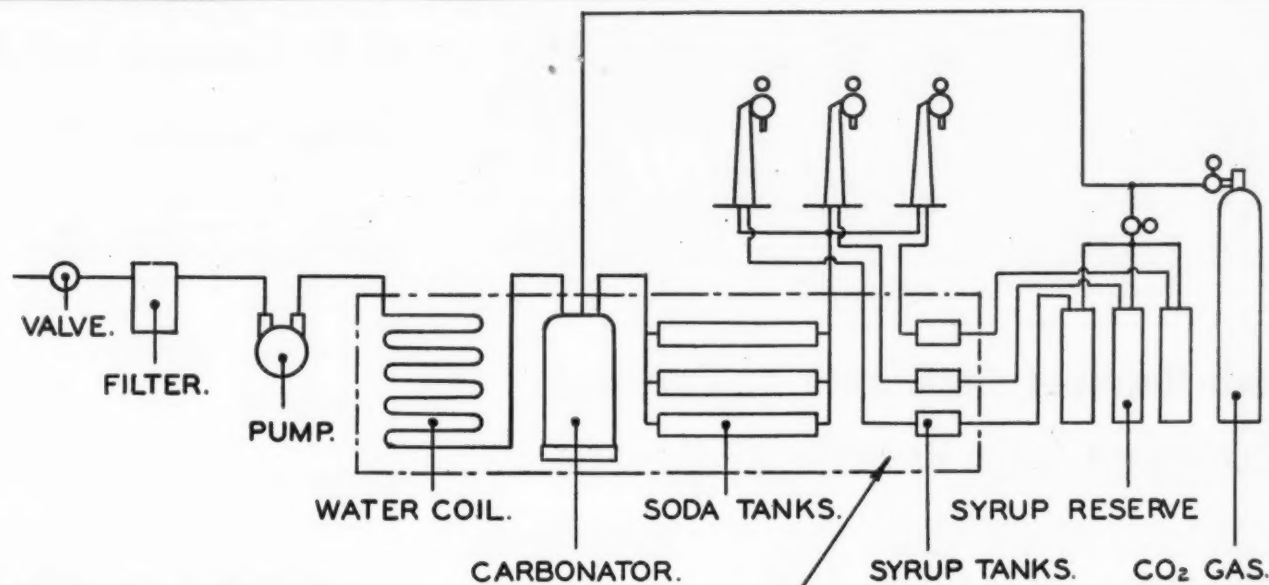 VALVE.
FILTER.
PUMP.
WATER COIL.
CARBONATOR.
SODA TANKS.
SYRUP TANKS.
SYRUP RESERVE
CO₂ GAS.